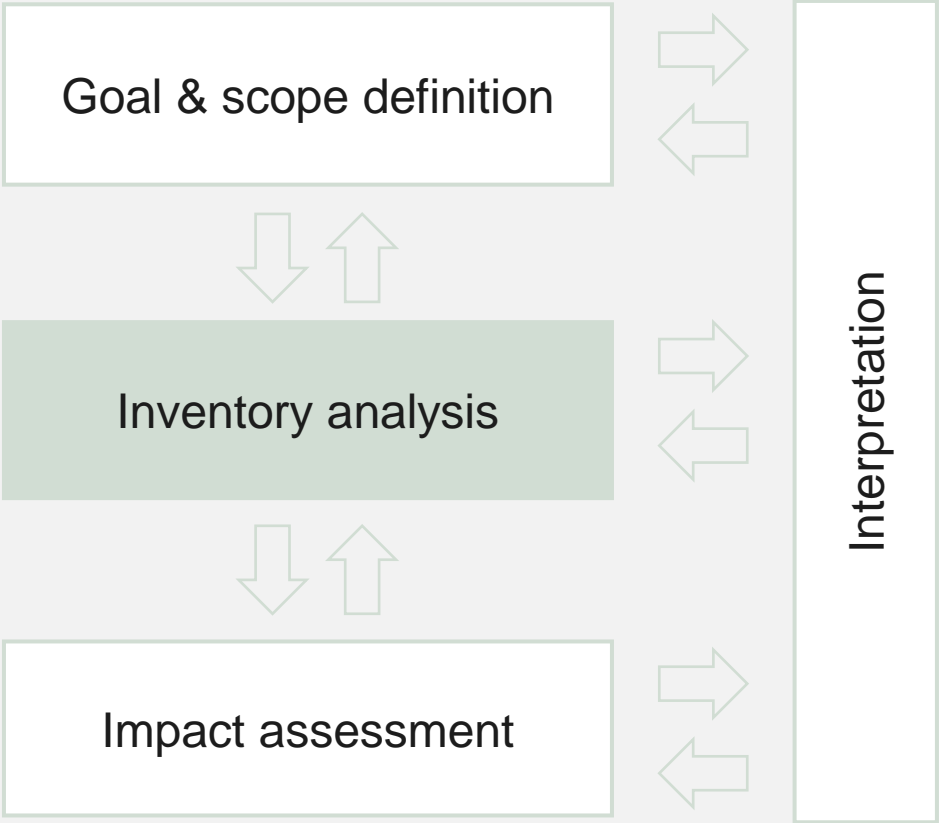 Goal & scope definition
Inventory analysis
Impact assessment
Interpretation